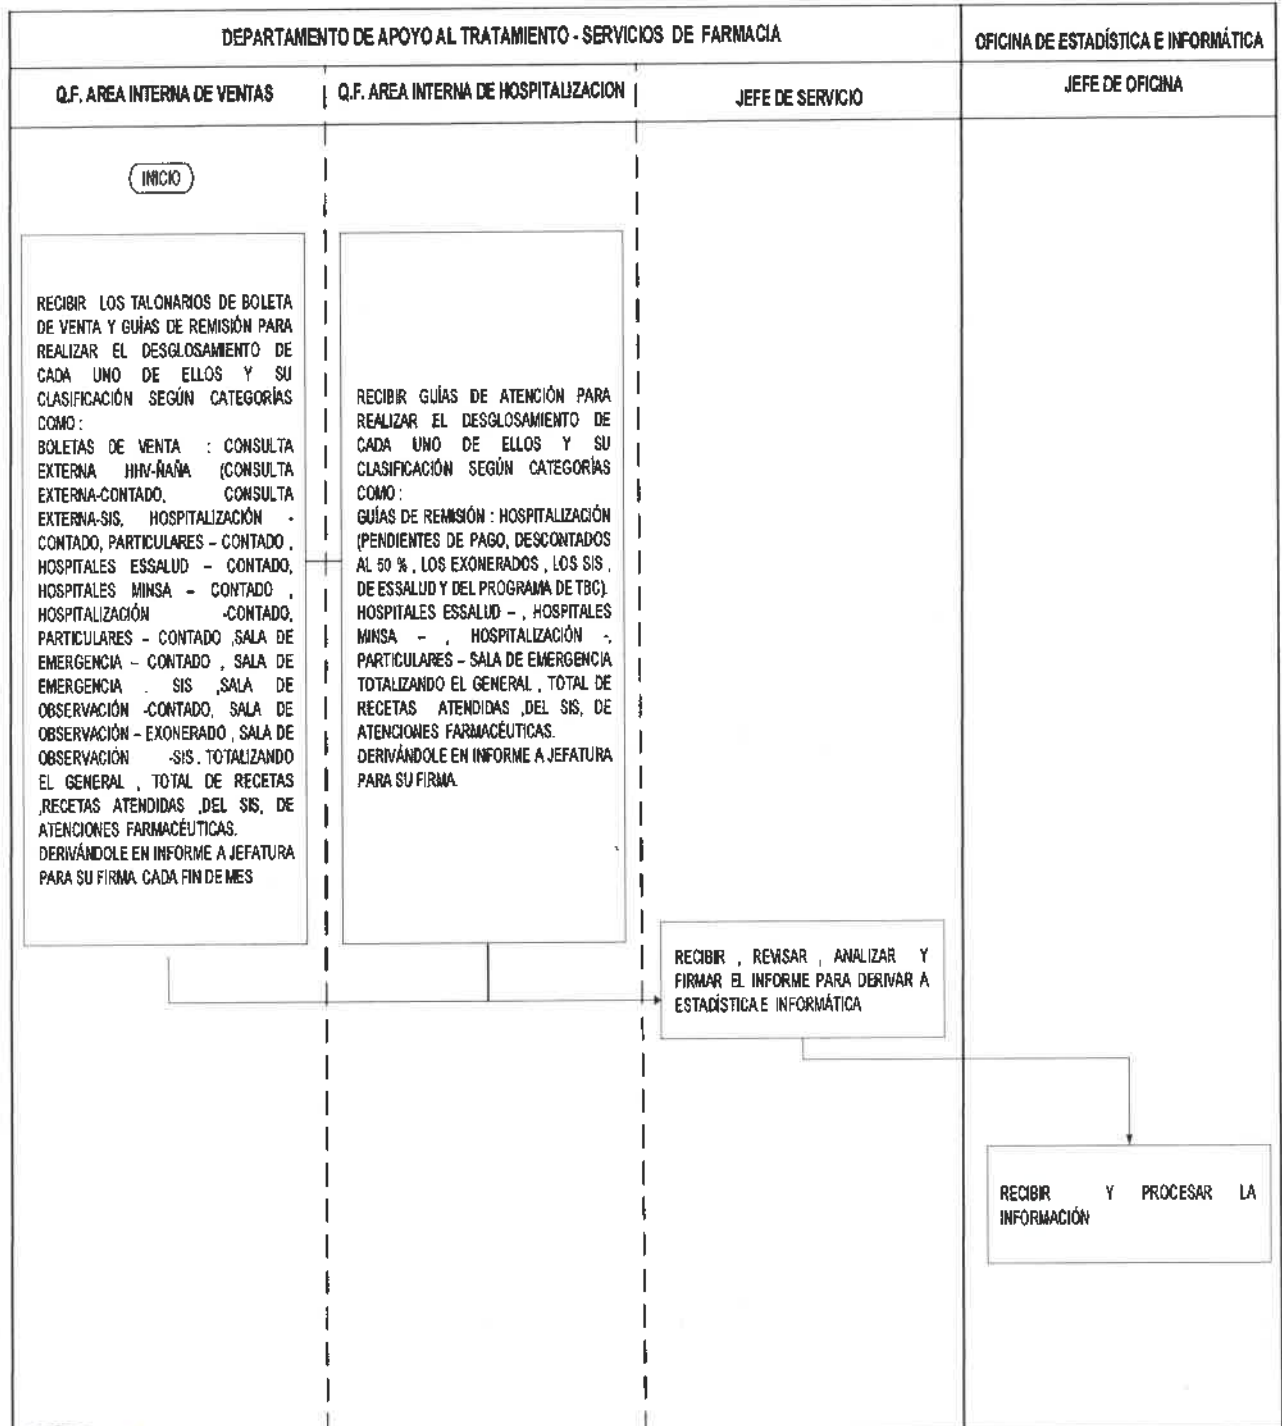 DEPARTAMENTO DE APOYO AL TRATAMIENTO - SERVICIOS DE FARMACIA
OFICINA DE ESTADÍSTICA E INFORMÁTICA
Q.F. AREA INTERNA DE VENTAS
Q.F. AREA INTERNA DE HOSPITALIZACION
JEFE DE SERVICIO
JEFE DE OFICINA
INICIO
RECIBIR LOS TALONARIOS DE BOLETA
DE VENTA Y GUÍAS DE REMISIÓN PARA
REALIZAR EL DESGLOSAMIENTO DE
CADA UNO DE ELLOS Y SU
CLASIFICACIÓN SEGÚN CATEGORÍAS
COMO :
BOLETAS DE VENTA : CONSULTA
EXTERNA HHV-ÑAÑA (CONSULTA
EXTERNA-CONTADO, CONSULTA
EXTERNA-SIS, HOSPITALIZACIÓN -
CONTADO, PARTICULARES – CONTADO ,
HOSPITALES ESSALUD – CONTADO,
HOSPITALES MINSA – CONTADO ,
HOSPITALIZACIÓN -CONTADO,
PARTICULARES – CONTADO ,SALA DE
EMERGENCIA – CONTADO , SALA DE
EMERGENCIA . SIS ,SALA DE
OBSERVACIÓN -CONTADO, SALA DE
OBSERVACIÓN – EXONERADO , SALA DE
OBSERVACIÓN -SIS. TOTALIZANDO
EL GENERAL , TOTAL DE RECETAS
,RECETAS ATENDIDAS ,DEL SIS, DE
ATENCIONES FARMACÉUTICAS.
DERIVÁNDOLE EN INFORME A JEFATURA
PARA SU FIRMA. CADA FIN DE MES
RECIBIR GUÍAS DE ATENCIÓN PARA
REALIZAR EL DESGLOSAMIENTO DE
CADA UNO DE ELLOS Y SU
CLASIFICACIÓN SEGÚN CATEGORÍAS
COMO :
GUÍAS DE REMISIÓN : HOSPITALIZACIÓN
(PENDIENTES DE PAGO, DESCONTADOS
AL 50 % , LOS EXONERADOS , LOS SIS ,
DE ESSALUD Y DEL PROGRAMA DE TBC).
HOSPITALES ESSALUD – , HOSPITALES
MINSA – , HOSPITALIZACIÓN -,
PARTICULARES – SALA DE EMERGENCIA
TOTALIZANDO EL GENERAL , TOTAL DE
RECETAS ATENDIDAS ,DEL SIS, DE
ATENCIONES FARMACÉUTICAS.
DERIVÁNDOLE EN INFORME A JEFATURA
PARA SU FIRMA.
RECIBIR , REVISAR , ANALIZAR Y
FIRMAR EL INFORME PARA DERIVAR A
ESTADÍSTICA E INFORMÁTICA
RECIBIR Y PROCESAR LA
INFORMACIÓN